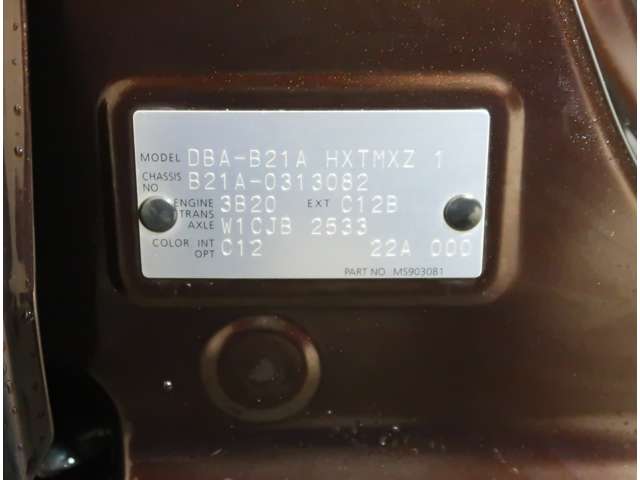 MODEL DBA-B21A HXTMXZ 1
CHASSIS NO B21A-0313082
ENGINE 3B20 EXT C12B
TRANS AXLE W1CJB 2533
COLOR INT OPT C12 22A 000
PART NO MS9030B1